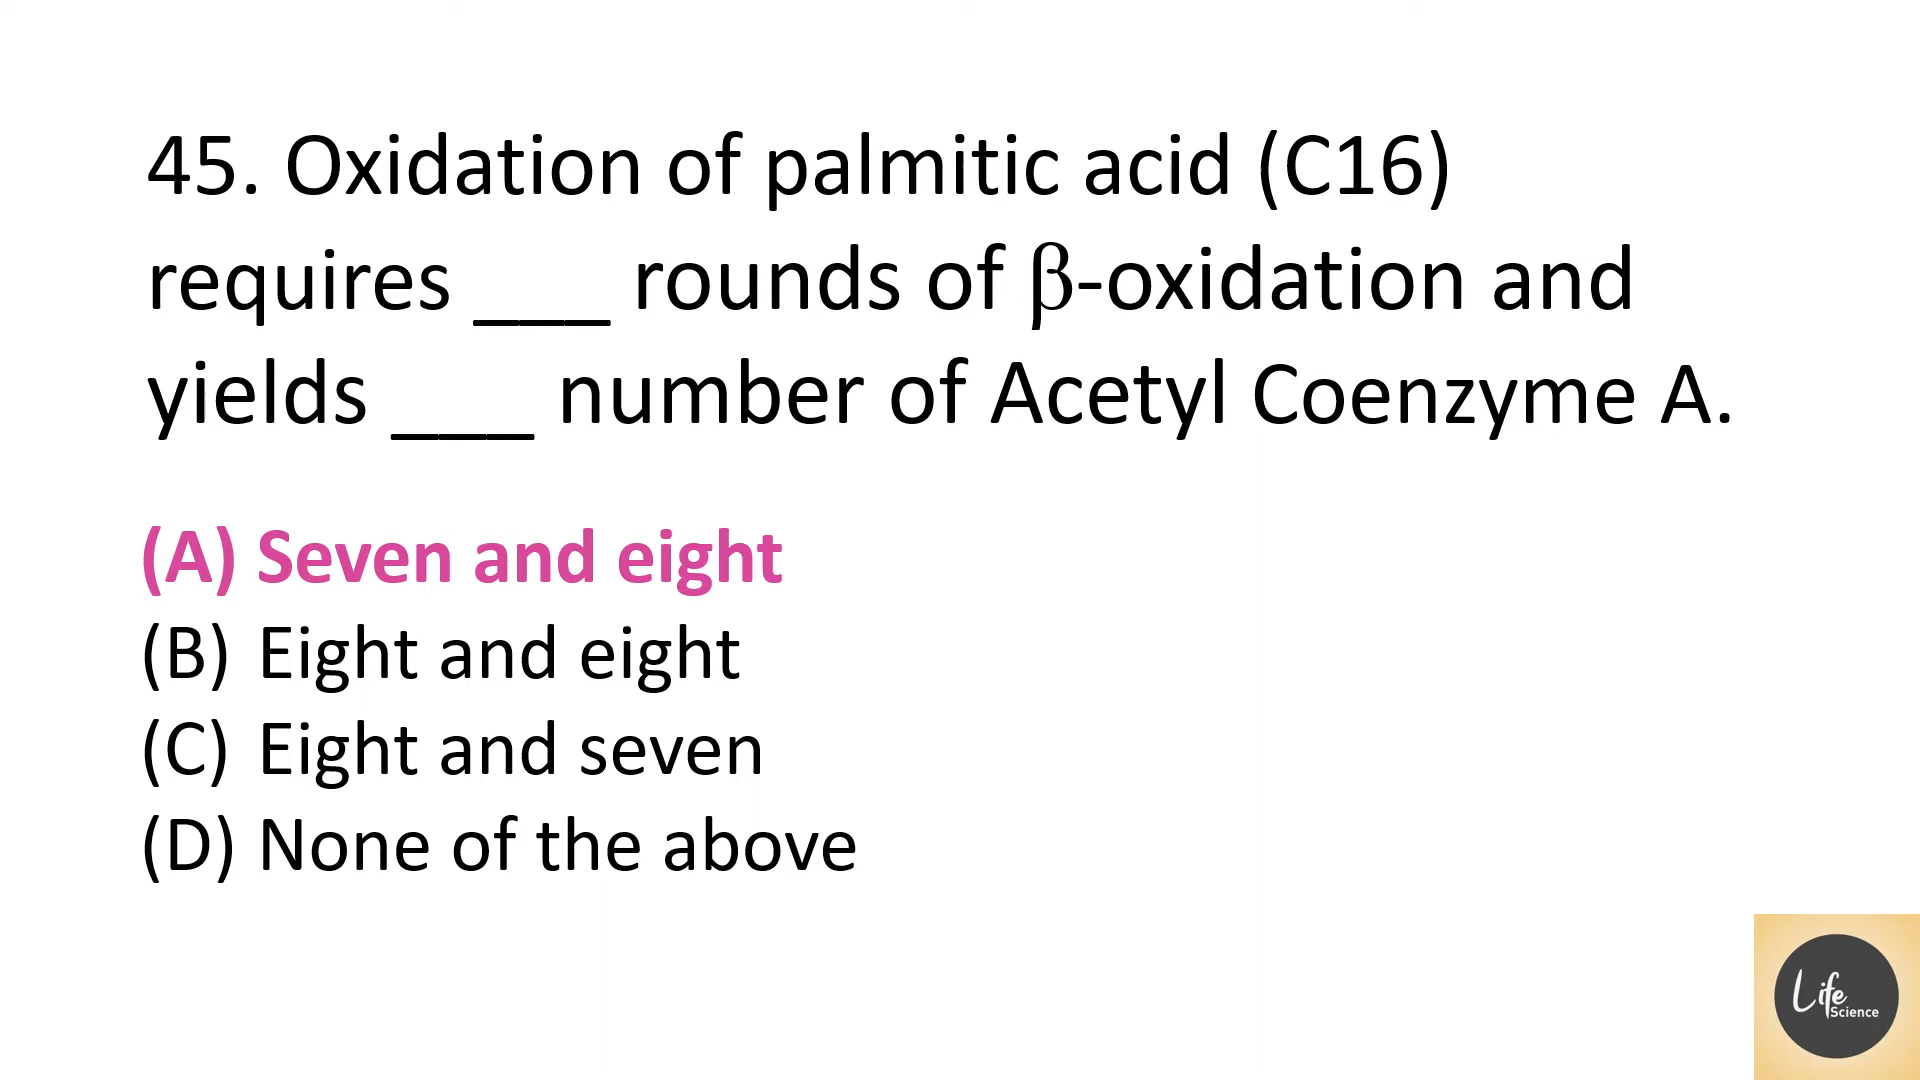 45. Oxidation of palmitic acid (C16)
requires ___ rounds of β-oxidation and
yields ___ number of Acetyl Coenzyme A.
(A) Seven and eight
(B) Eight and eight
(C) Eight and seven
(D) None of the above
Life
Science